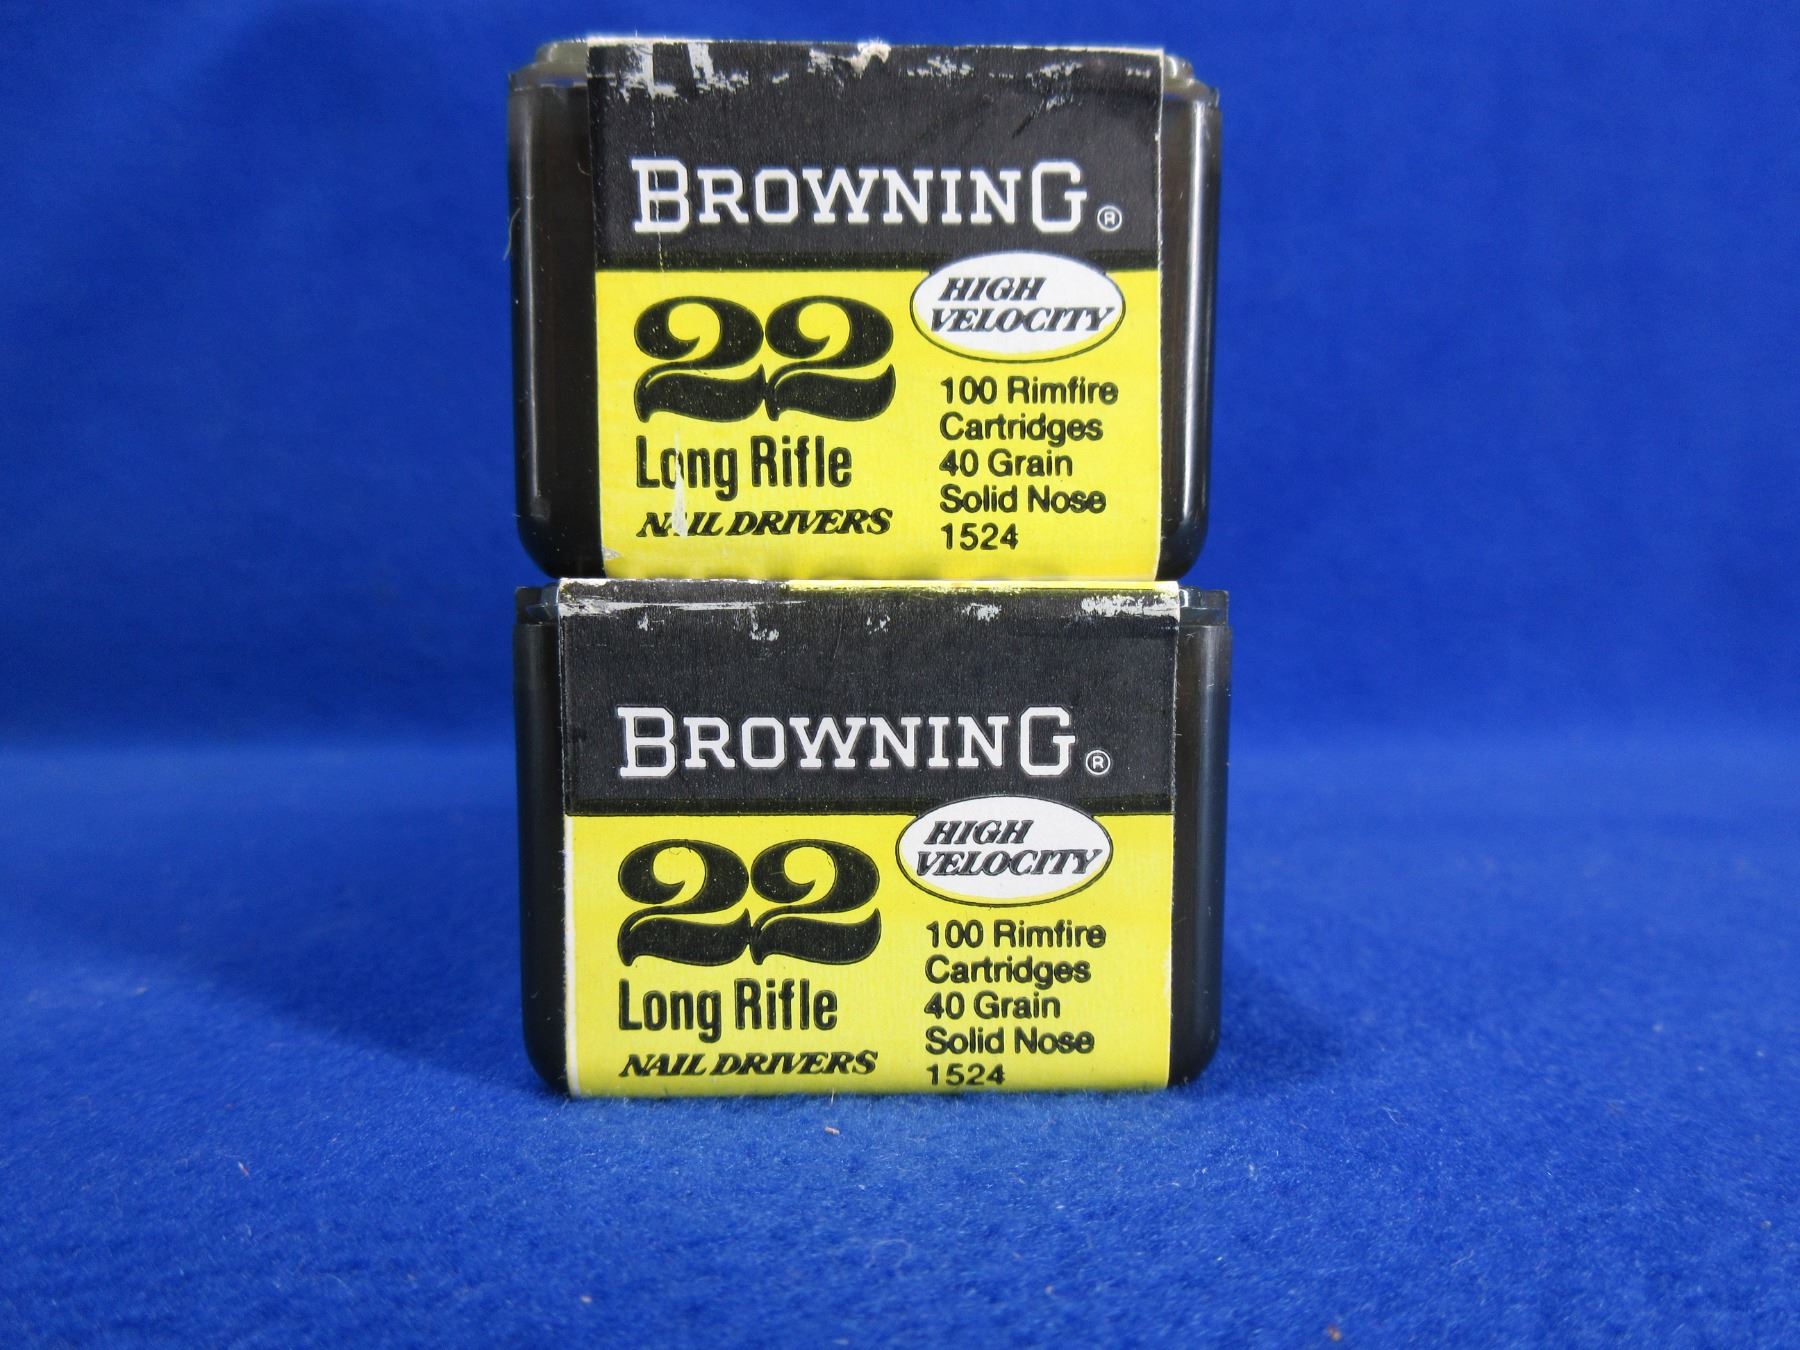 BROWNING®
HIGH
VELOCITY
22
Long Rifle
NAIL DRIVERS
100 Rimfire
Cartridges
40 Grain
Solid Nose
1524
BROWNING®
HIGH
VELOCITY
22
Long Rifle
NAIL DRIVERS
100 Rimfire
Cartridges
40 Grain
Solid Nose
1524